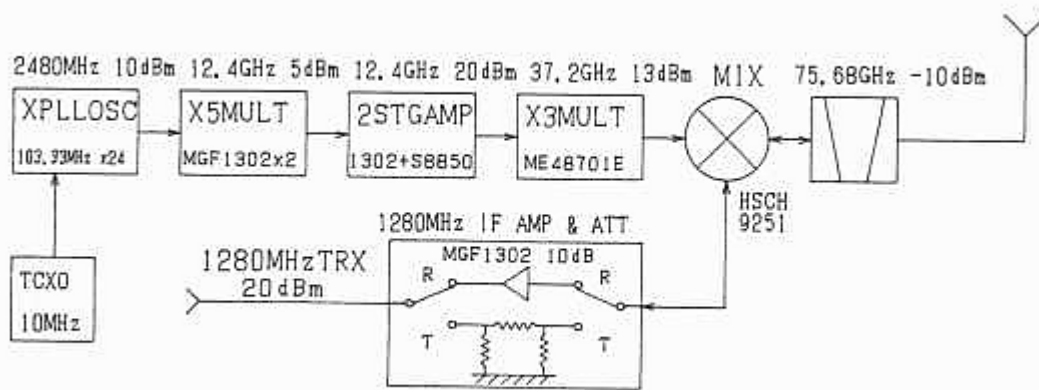 2480MHz 10dBm 12.4GHz 5dBm 12.4GHz 20dBm 37.2GHz 13dBm MIX 75.68GHz -10dBm
XPLLOSC
103.33MHz x24
X5MULT
MGF1302x2
2STGAMP
1302+S8850
X3MULT
ME48701E
HSCH
9251
1280MHz IF AMP & ATT
MGF1302 10dB
R
R
T
T
1280MHzTRX
20dBm
TCXO
10MHz